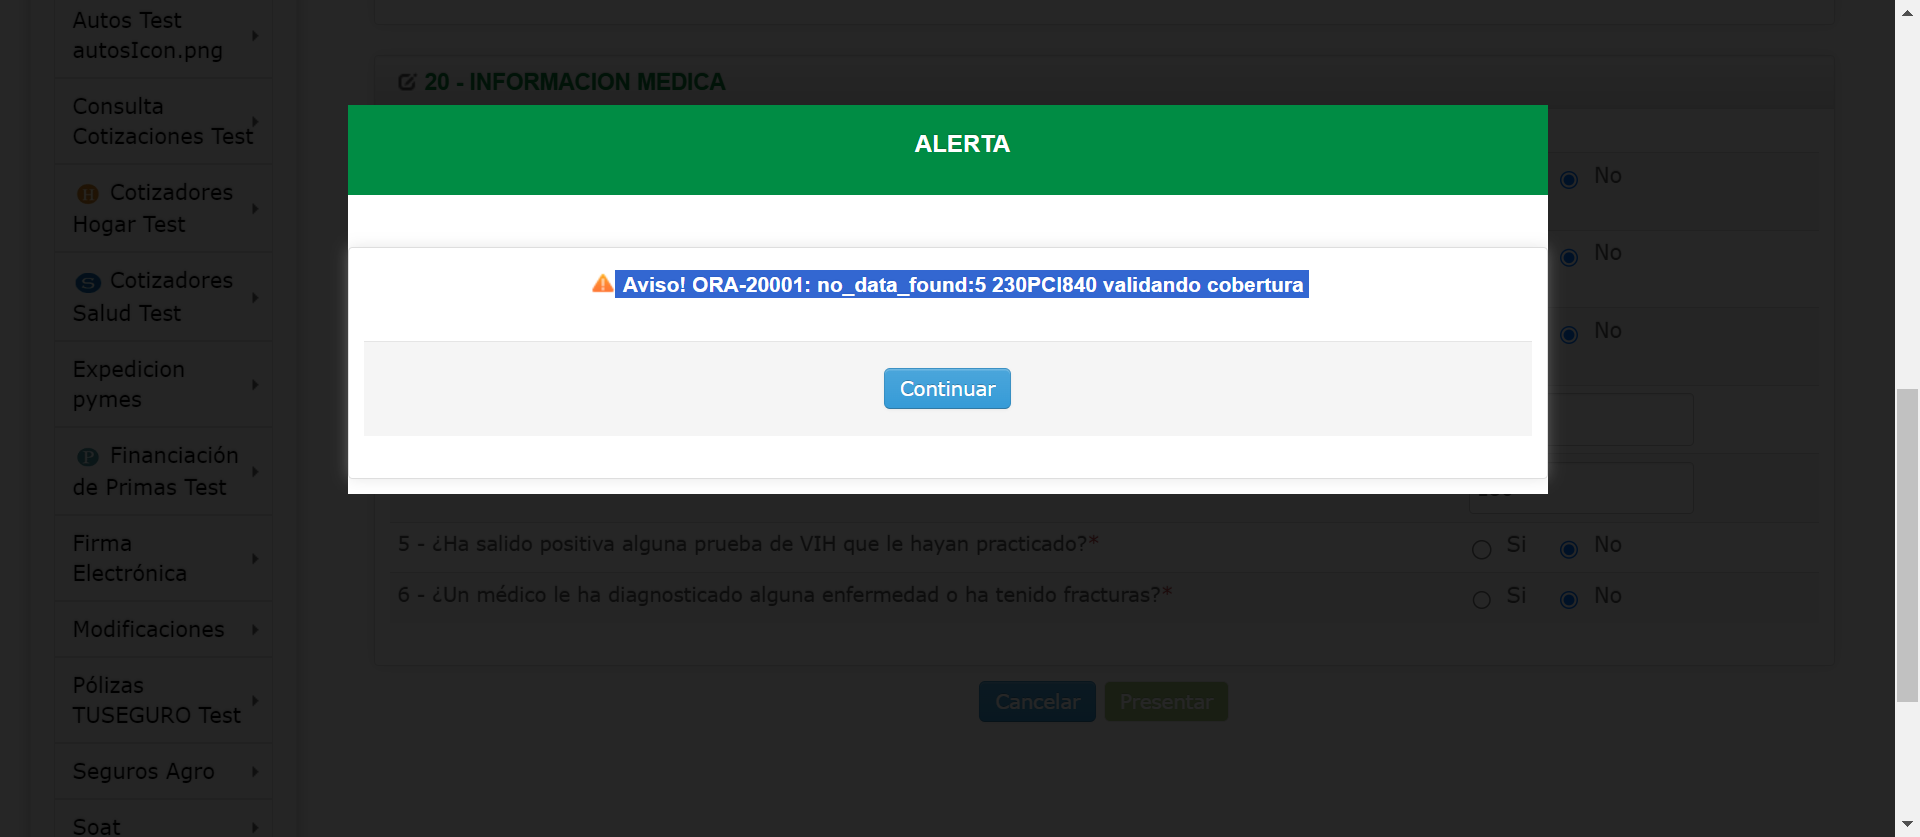 Autos Test
autosIcon.png
Consulta
Cotizaciones Test
H Cotizadores
Hogar Test
S Cotizadores
Salud Test
Expedicion
pymes
P Financiación
de Primas Test
Firma
Electrónica
Modificaciones
Pólizas
TUSEGURO Test
Seguros Agro
Soat
20 - INFORMACION MEDICA
ALERTA
No
No
No
Aviso! ORA-20001: no_data_found:5 230PCI840 validando cobertura
Continuar
5 - ¿Ha salido positiva alguna prueba de VIH que le hayan practicado?* Si No
6 - ¿Un médico le ha diagnosticado alguna enfermedad o ha tenido fracturas?* Si No
Cancelar Presentar